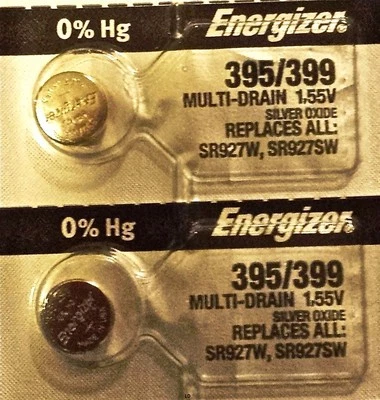 0% Hg
Energizer
395/399
MULTI-DRAIN 1.55V
SILVER OXIDE
REPLACES ALL:
SR927W, SR927SW
0% Hg
Energizer
395/399
MULTI-DRAIN 1.55V
SILVER OXIDE
REPLACES ALL:
SR927W, SR927SW
Energizer